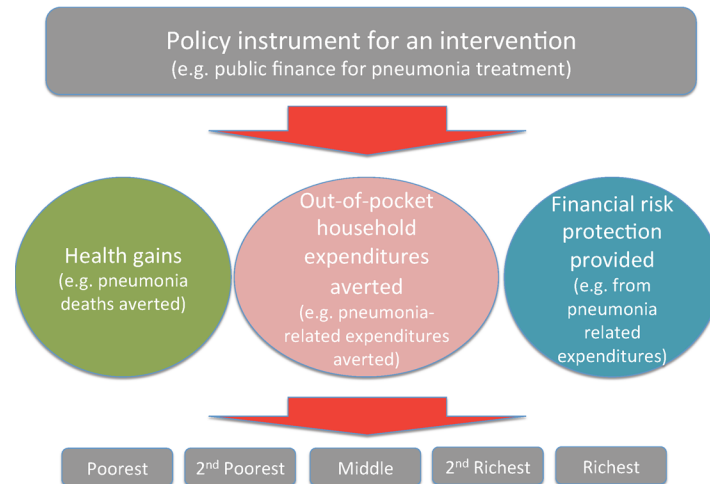 Policy instrument for an intervention
(e.g. public finance for pneumonia treatment)
Health gains
(e.g. pneumonia
deaths averted)
Out-of-pocket
household
expenditures
averted
(e.g. pneumonia-
related expenditures
averted)
Financial risk
protection
provided
(e.g. from
pneumonia
related
expenditures)
Poorest
2nd Poorest
Middle
2nd Richest
Richest